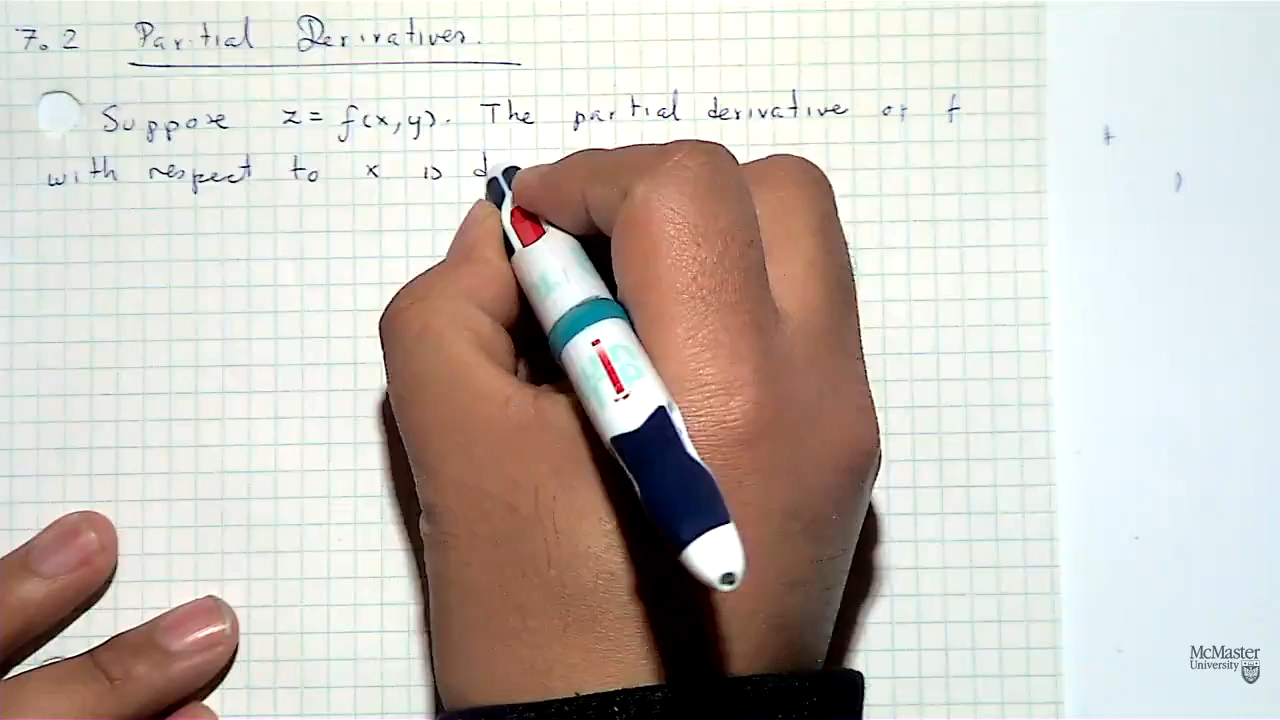 7.2 Partial Derivatives.
Suppose z = f(x,y). The partial derivative of f
with respect to x is d
McMaster
University